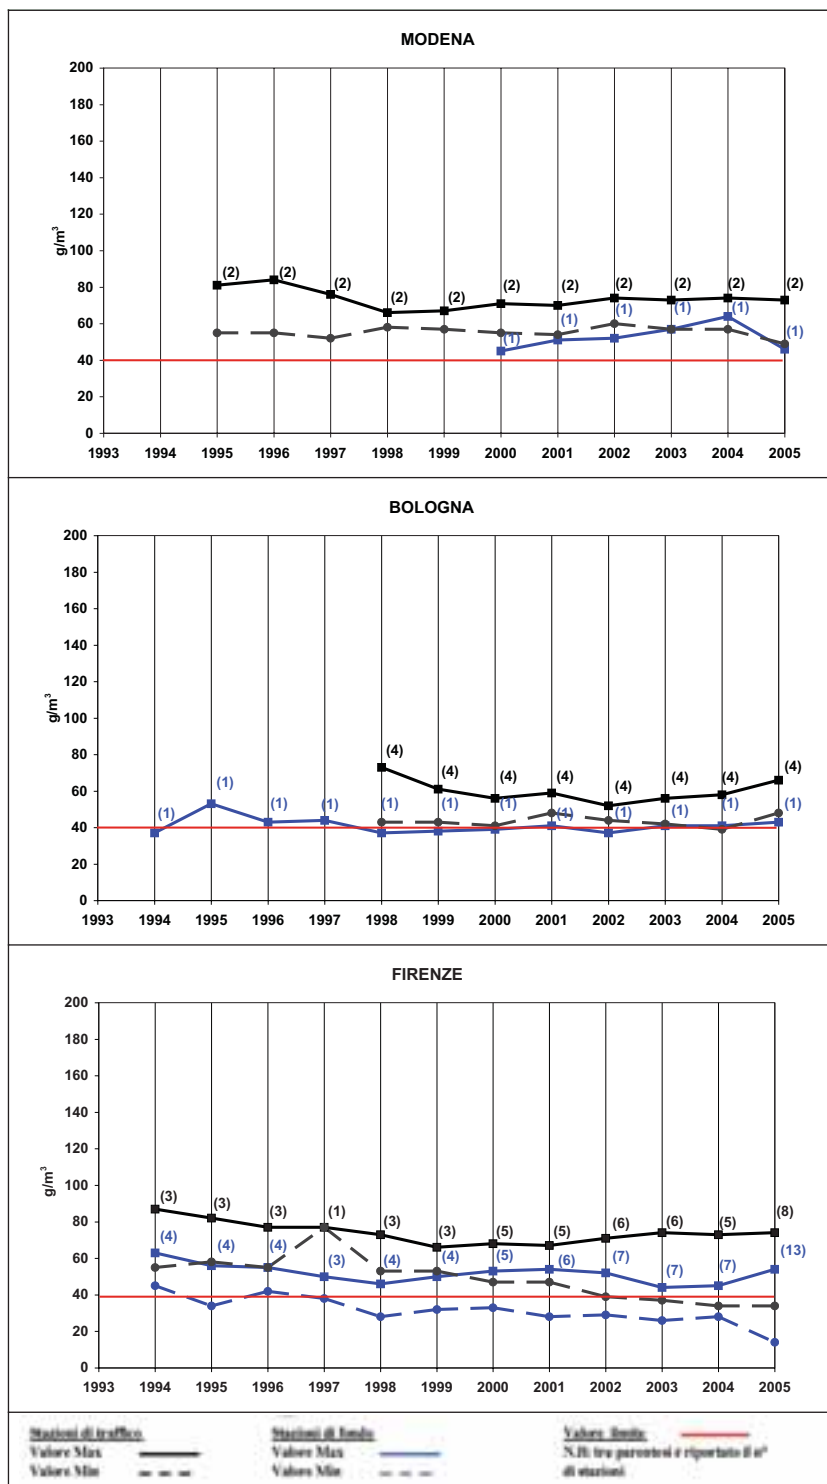 MODENA
200
180
160
140
120
100
80
60
40
20
0
g/m³
(2) (2) (2) (2) (2) (2) (2) (2) (2) (2) (2)
(1) (1) (1) (1) (1) (1)
1993 1994 1995 1996 1997 1998 1999 2000 2001 2002 2003 2004 2005
BOLOGNA
200
180
160
140
120
100
80
60
40
20
0
g/m³
(4) (4) (4) (4) (4) (4) (4) (4)
(1) (1) (1) (1) (1) (1) (1) (1) (1) (1) (1) (1)
1993 1994 1995 1996 1997 1998 1999 2000 2001 2002 2003 2004 2005
FIRENZE
200
180
160
140
120
100
80
60
40
20
0
g/m³
(3) (3) (3) (1) (3) (3) (5) (5) (6) (6) (5) (8)
(4) (4) (4) (3) (4) (4) (5) (6) (7) (7) (7) (13)
1993 1994 1995 1996 1997 1998 1999 2000 2001 2002 2003 2004 2005
Stazioni di traffico
Valore Max
Valore Min
Stazioni di fondo
Valore Max
Valore Min
Valore limite
N.B: tra parentesi è riportato il n°
di stazioni